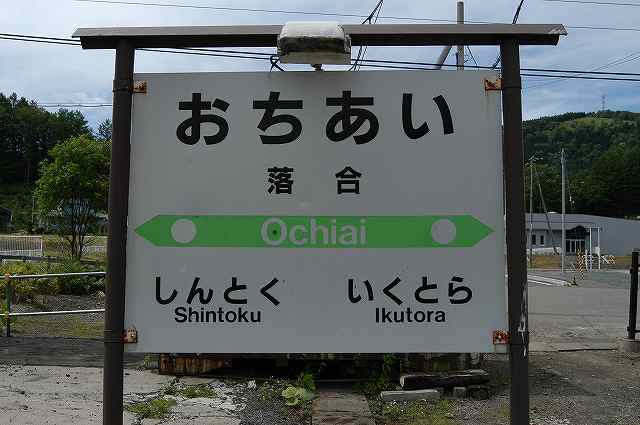 おちあい
落合
Ochiai
しんとく いくとら
Shintoku Ikutora